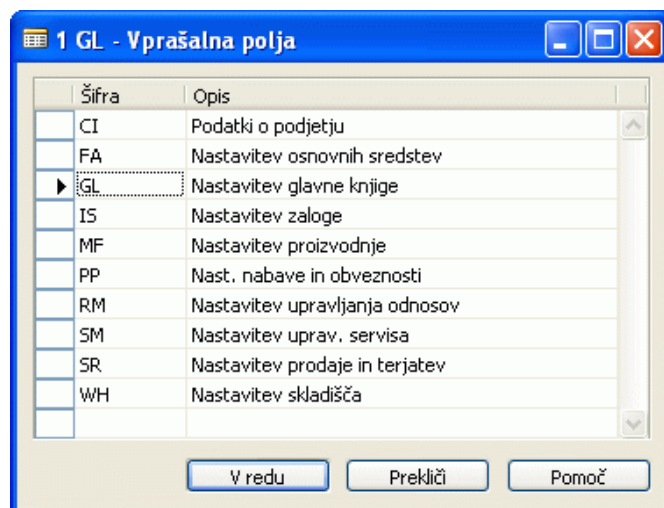 1 GL - Vprašalna polja
Šifra Opis
CI Podatki o podjetju
FA Nastavitev osnovnih sredstev
GL Nastavitev glavne knjige
IS Nastavitev zaloge
MF Nastavitev proizvodnje
PP Nast. nabave in obveznosti
RM Nastavitev upravljanja odnosov
SM Nastavitev uprav. servisa
SR Nastavitev prodaje in terjatev
WH Nastavitev skladišča
V redu Prekliči Pomoč